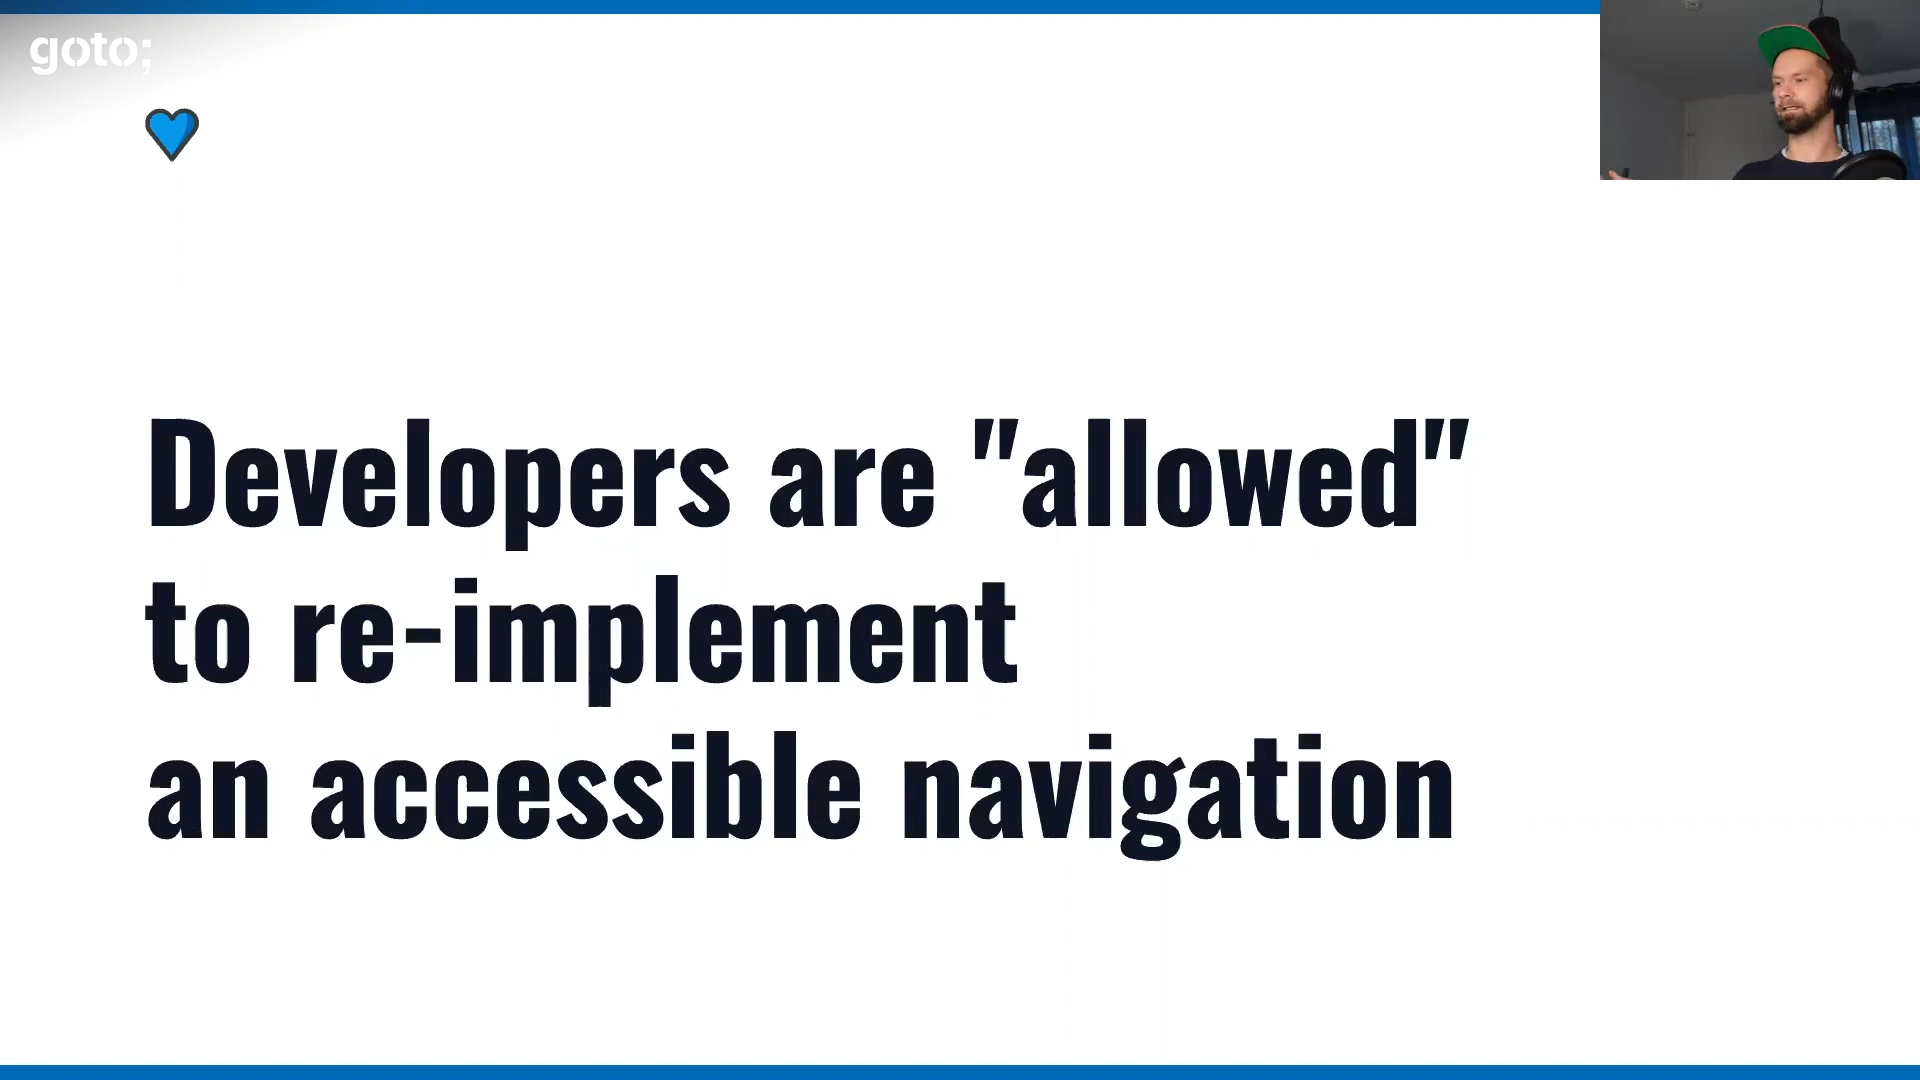 goto;
Developers are "allowed"
to re-implement
an accessible navigation